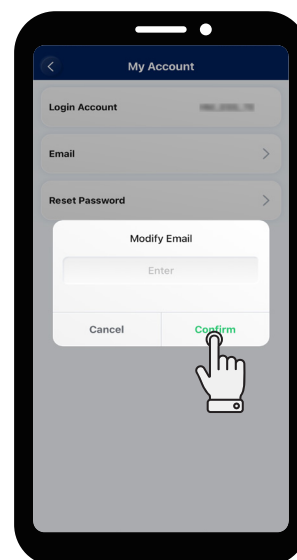 My Account
Login Account
Email
Reset Password
Modify Email
Enter
Cancel
Confirm